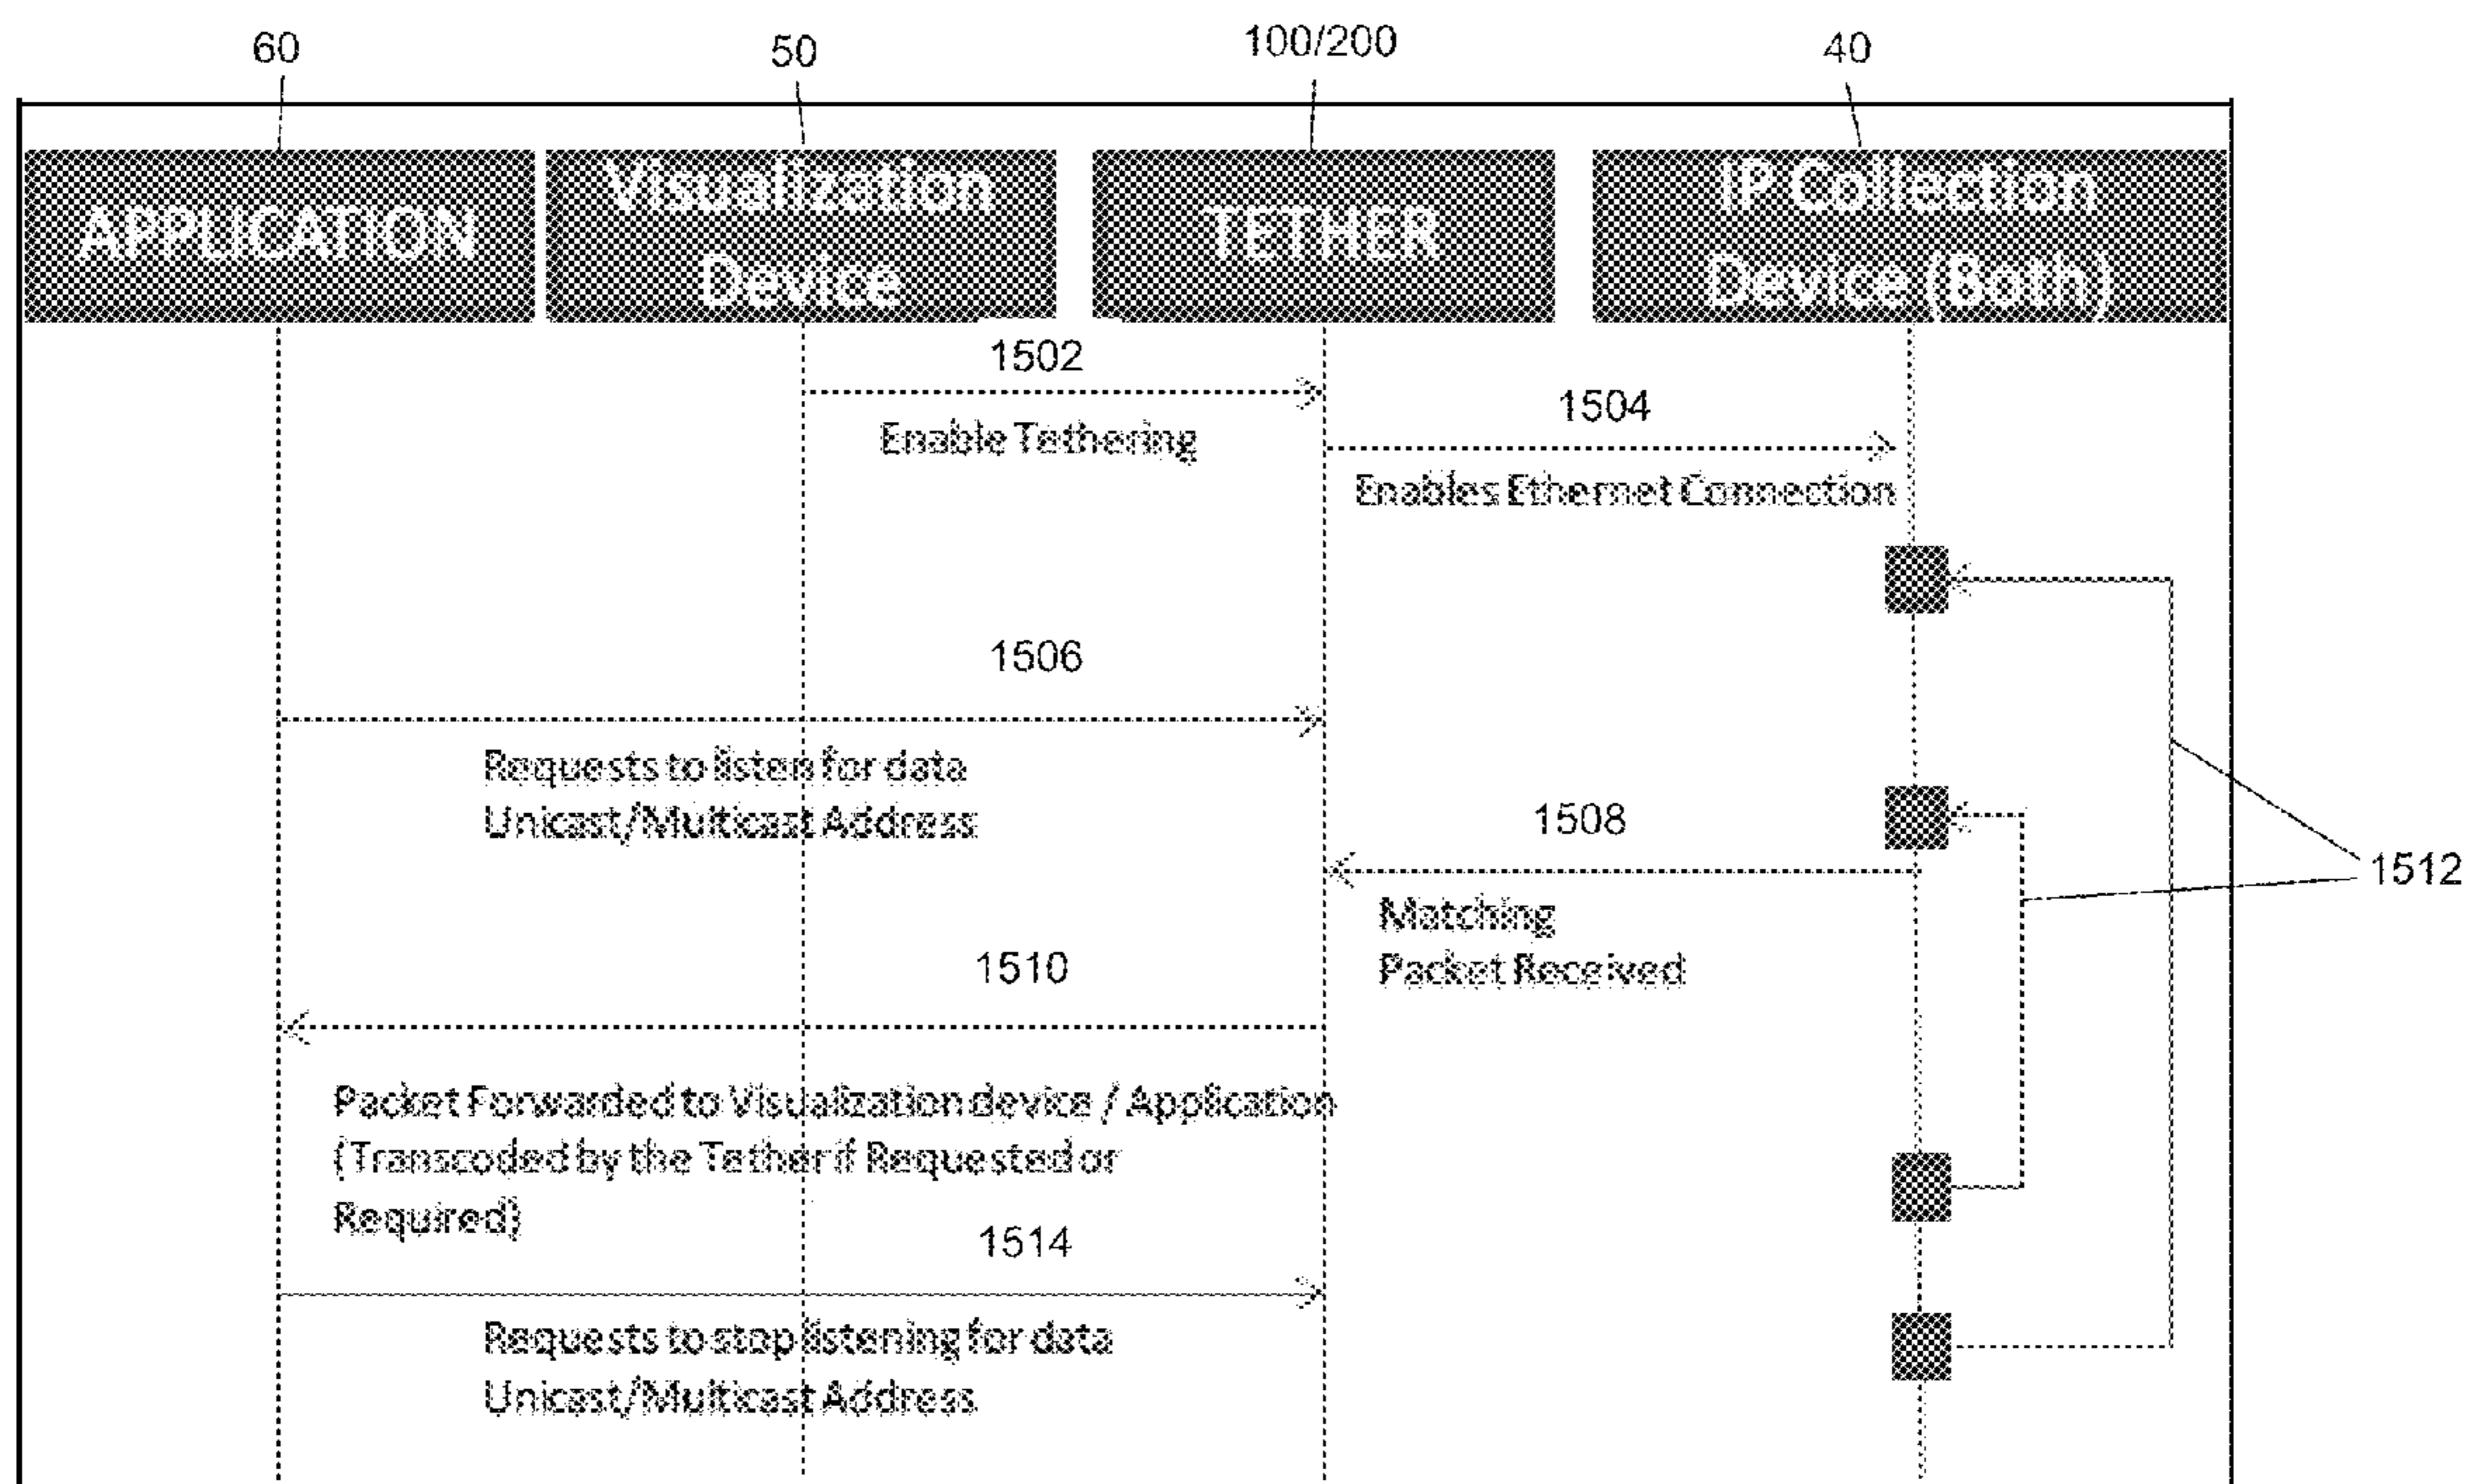 60
50
100/200
40
APPLICATION
Visualization
Device
TETHER
IP Collection
Device (Both)
1502
Enable Tethering
1504
Enables Ethernet Connection
1506
Requests to listen for data
Unicast/Multicast Address
1508
Matching
Packet Received
1512
1510
Packet Forwarded to Visualization device / Application
(Transcoded by the Tether if Requested or
Required)
1514
Requests to stop listening for data
Unicast/Multicast Address